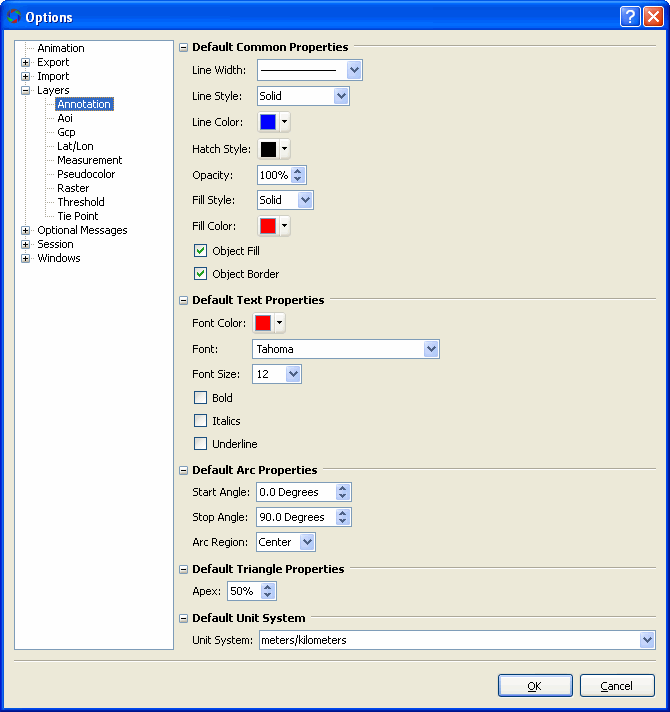 Options
Animation
Export
Import
Layers
Annotation
Aoi
Gcp
Lat/Lon
Measurement
Pseudocolor
Raster
Threshold
Tie Point
Optional Messages
Session
Windows
Default Common Properties
Line Width:
Line Style: Solid
Line Color:
Hatch Style:
Opacity: 100%
Fill Style: Solid
Fill Color:
Object Fill
Object Border
Default Text Properties
Font Color:
Font: Tahoma
Font Size: 12
Bold
Italics
Underline
Default Arc Properties
Start Angle: 0.0 Degrees
Stop Angle: 90.0 Degrees
Arc Region: Center
Default Triangle Properties
Apex: 50%
Default Unit System
Unit System: meters/kilometers
OK Cancel